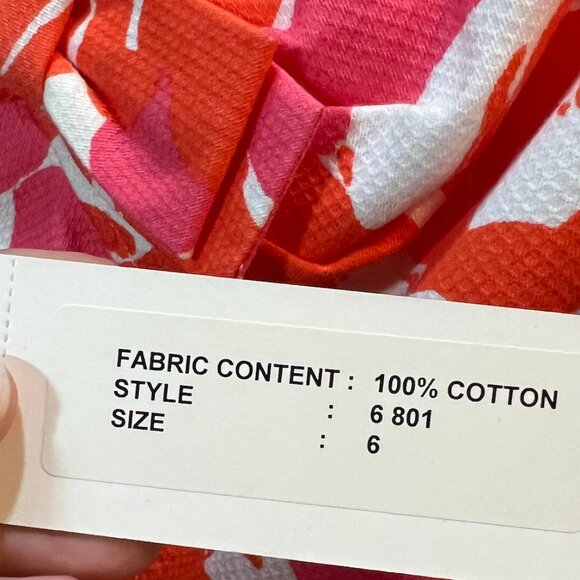 FABRIC CONTENT : 100% COTTON
STYLE : 6 801
SIZE : 6